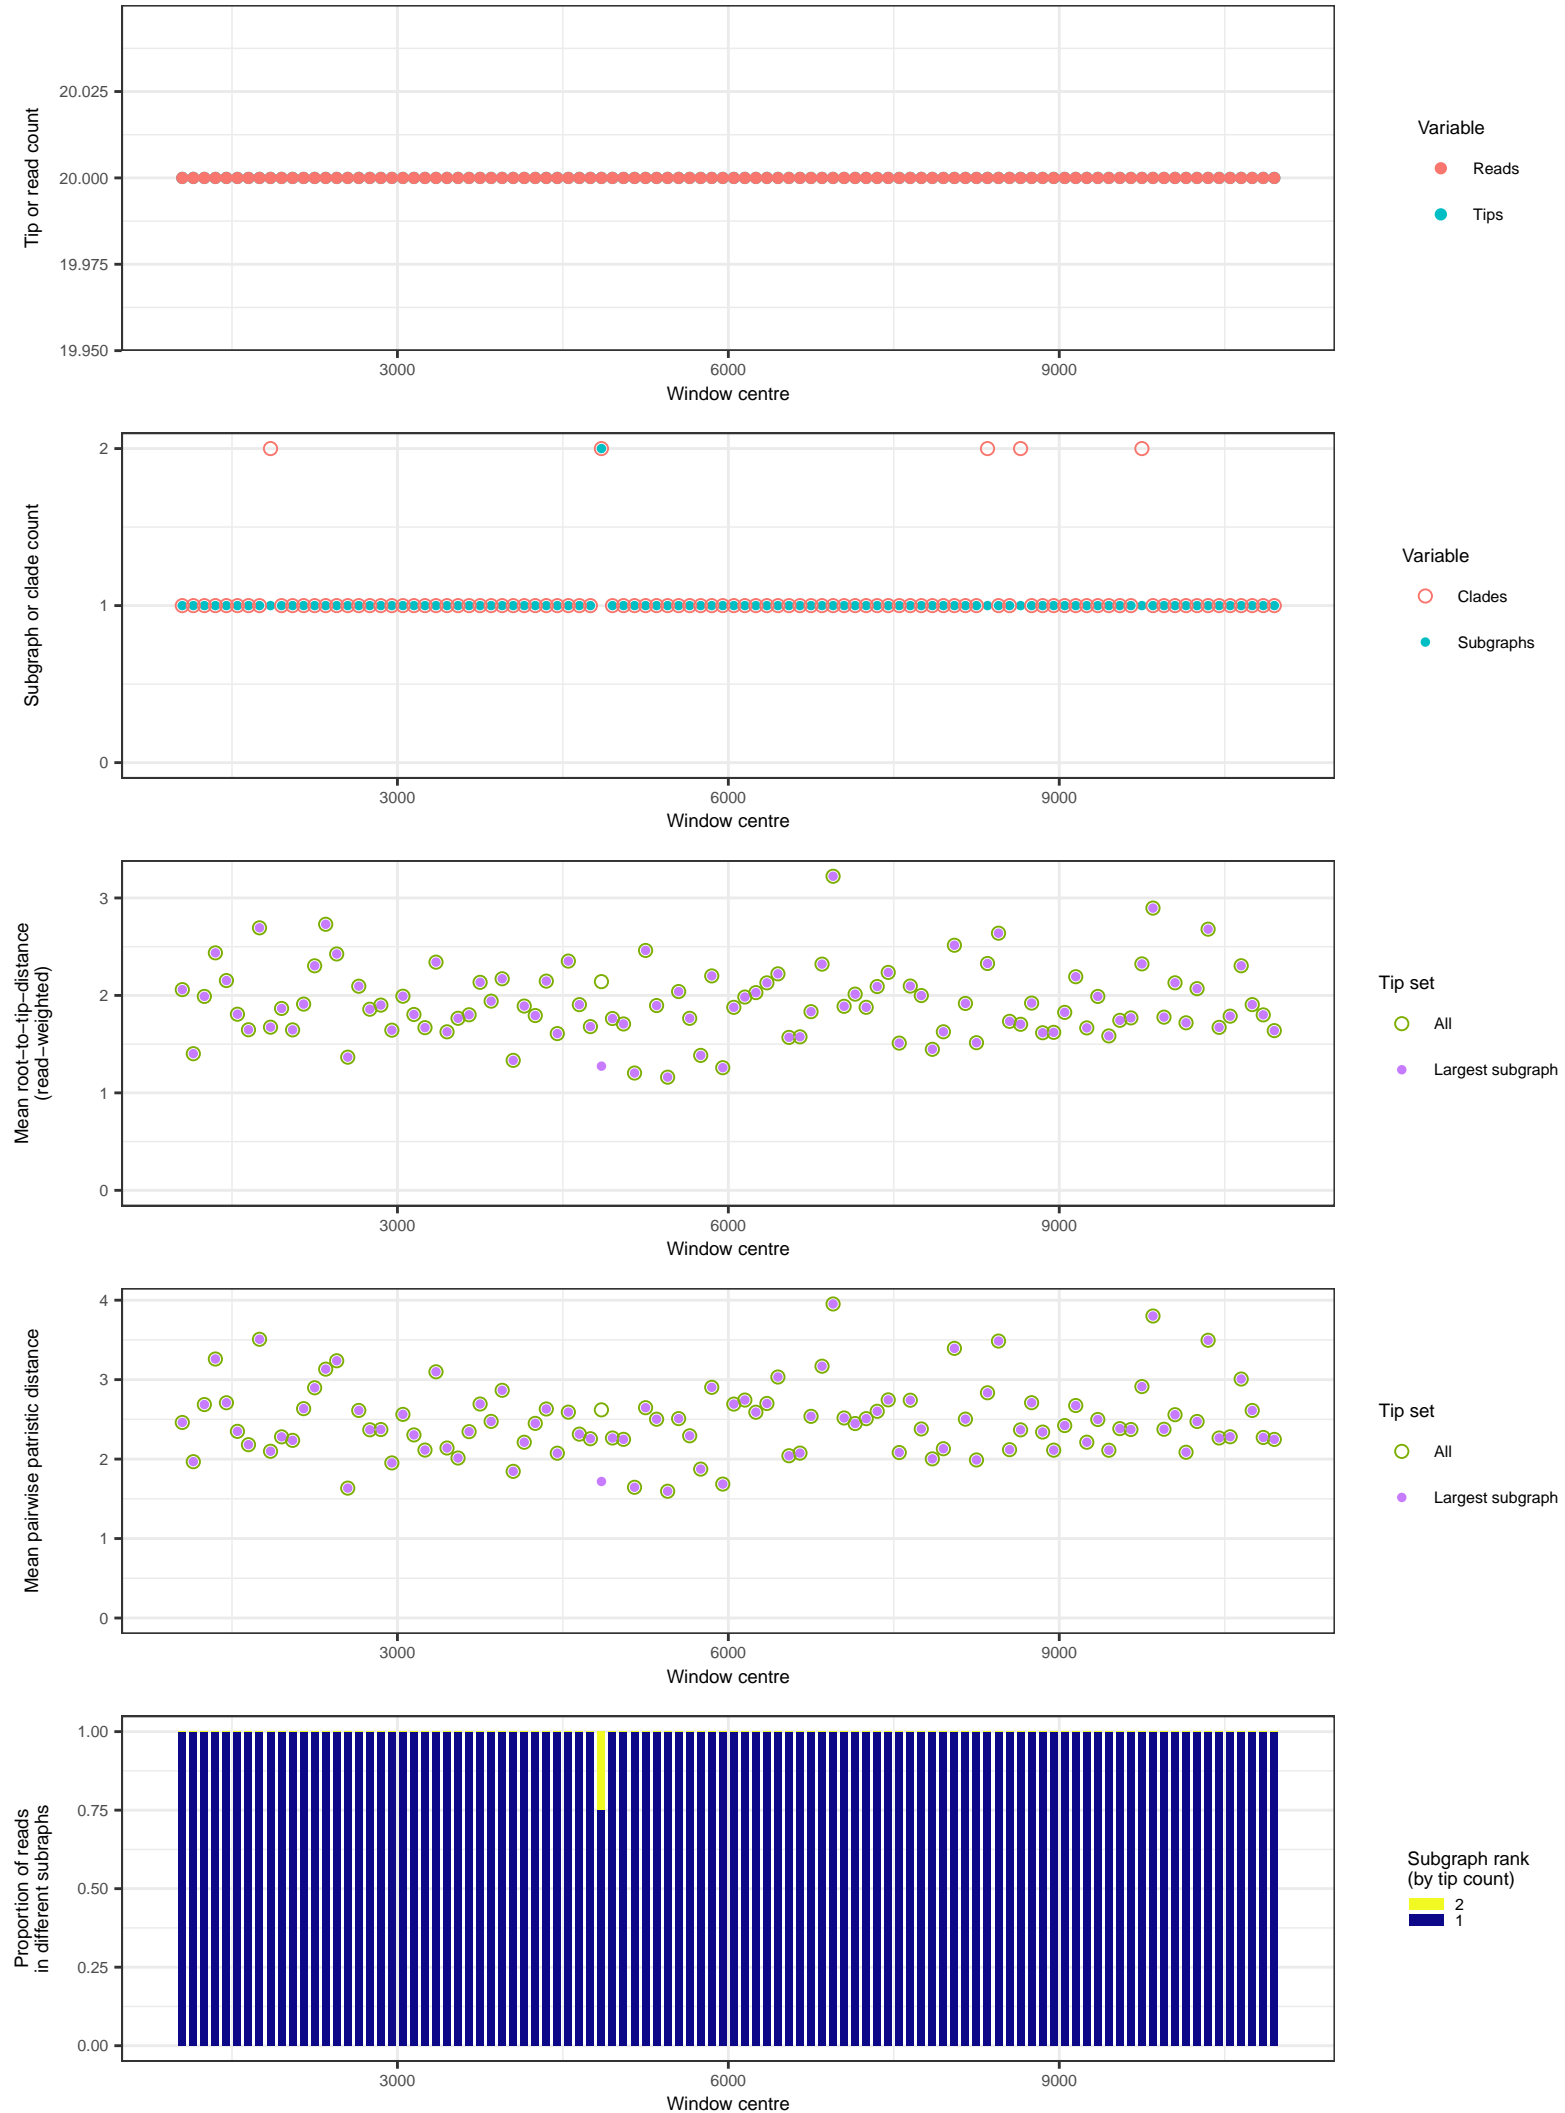 20.025
20.000
19.975
19.950
Tip or read count
3000
6000
9000
Window centre
Variable
Reads
Tips
2
1
0
Subgraph or clade count
3000
6000
9000
Window centre
Variable
Clades
Subgraphs
3
2
1
0
Mean root−to−tip−distance
(read−weighted)
3000
6000
9000
Window centre
Tip set
All
Largest subgraph
4
3
2
1
0
Mean pairwise patristic distance
3000
6000
9000
Window centre
Tip set
All
Largest subgraph
1.00
0.75
0.50
0.25
0.00
Proportion of reads
in different subraphs
3000
6000
9000
Window centre
Subgraph rank
(by tip count)
2
1